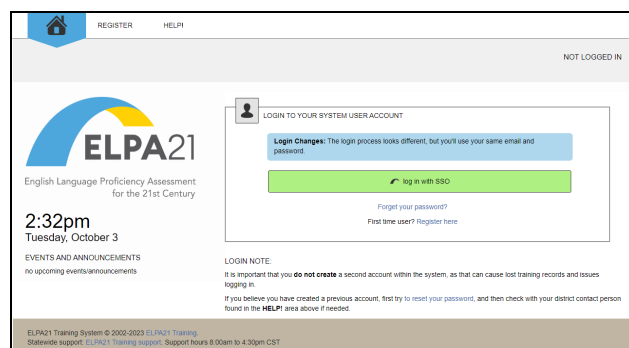 REGISTER HELP!
NOT LOGGED IN
ELPA21
English Language Proficiency Assessment
for the 21st Century
2:32pm
Tuesday, October 3
EVENTS AND ANNOUNCEMENTS
no upcoming events/announcements
LOGIN TO YOUR SYSTEM USER ACCOUNT
Login Changes: The login process looks different, but you'll use your same email and
password.
log in with SSO
Forget your password?
First time user? Register here
LOGIN NOTE:
It is important that you do not create a second account within the system, as that can cause lost training records and issues
logging in.
If you believe you have created a previous account, first try to reset your password, and then check with your district contact person
found in the HELP! area above if needed.
ELPA21 Training System © 2002-2023 ELPA21 Training.
Statewide support: ELPA21 Training support. Support hours 8:00am to 4:30pm CST